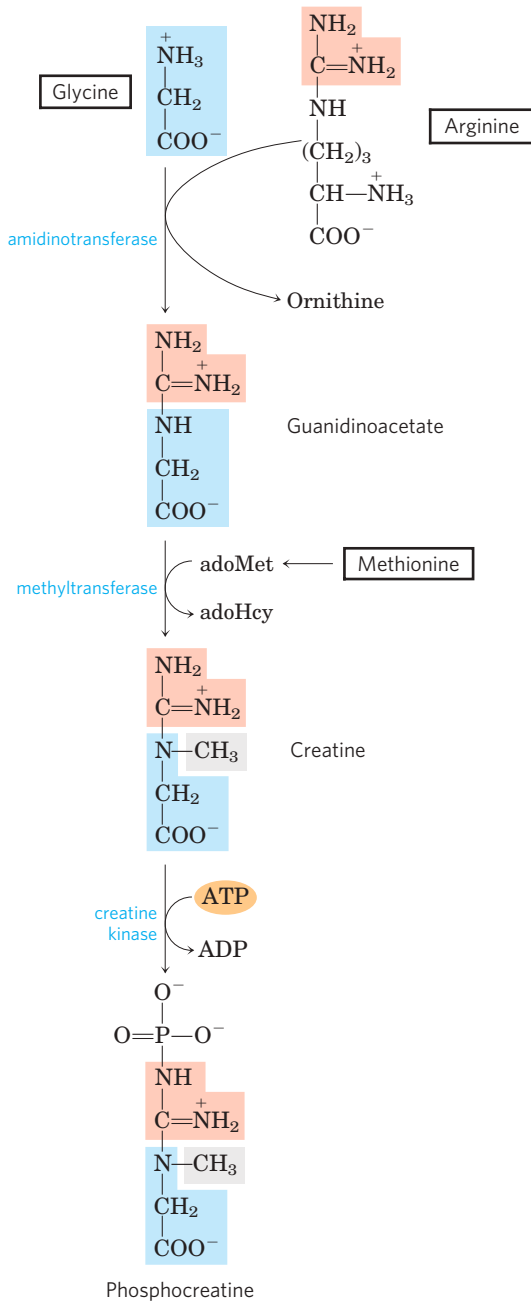 Glycine
+
NH₃
CH₂
COO⁻
NH₂
+
C=NH₂
NH
(CH₂)₃
+
CH—NH₃
COO⁻
Arginine
amidinotransferase
Ornithine
NH₂
+
C=NH₂
NH
CH₂
COO⁻
Guanidinoacetate
methyltransferase
adoMet
Methionine
adoHcy
NH₂
+
C=NH₂
N—CH₃
CH₂
COO⁻
Creatine
creatine
kinase
ATP
ADP
O⁻
O=P—O⁻
NH
+
C=NH₂
N—CH₃
CH₂
COO⁻
Phosphocreatine